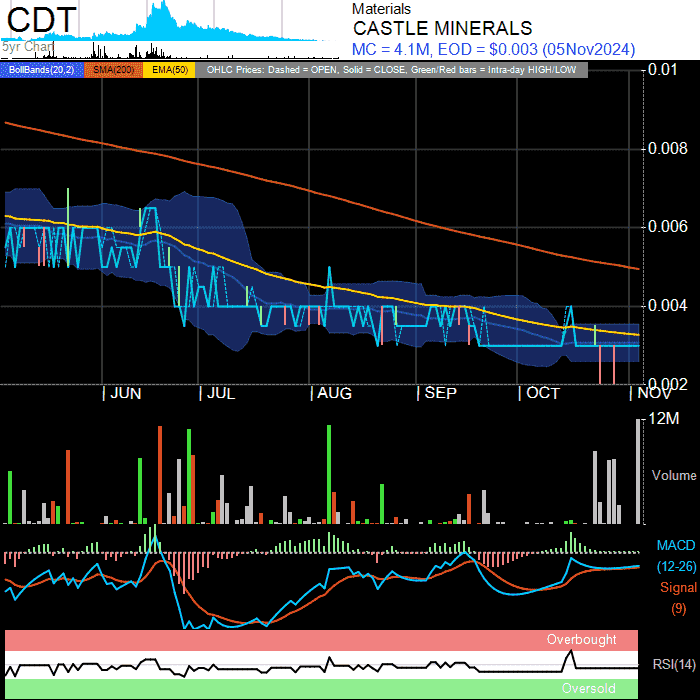 CDT
Materials
CASTLE MINERALS
MC = 4.1M, EOD = $0.003 (05Nov2024)
5yr Chart
BollBands(20,2) SMA(200) EMA(50) OHLC Prices: Dashed = OPEN, Solid = CLOSE, Green/Red bars = Intra-day HIGH/LOW
0.01
0.008
0.006
0.004
0.002
JUN JUL AUG SEP OCT NOV
12M
Volume
MACD
(12-26)
Signal
(9)
Overbought
RSI(14)
Oversold